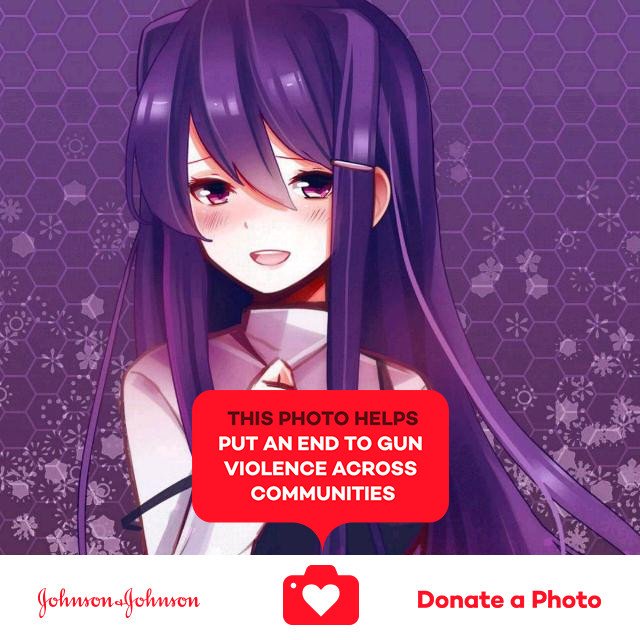 THIS PHOTO HELPS
PUT AN END TO GUN
VIOLENCE ACROSS
COMMUNITIES
Johnson & Johnson
Donate a Photo